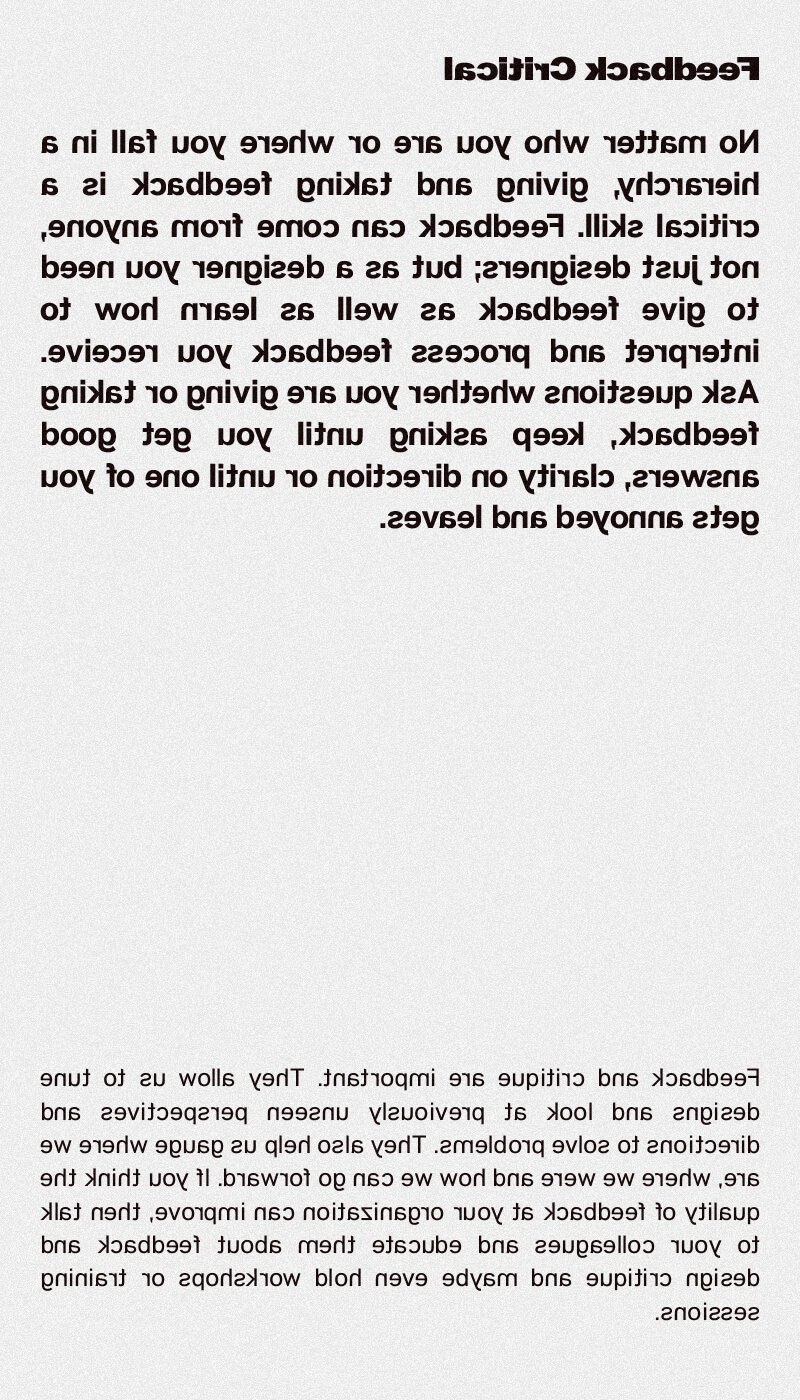 Feedback Critical
No matter who you are or where you fall in a
hierarchy, giving and taking feedback is a
critical skill. Feedback can come from anyone,
not just designers; but as a designer you need
to give feedback as well as learn how to
interpret and process feedback you receive.
Ask questions whether you are giving or taking
feedback, keep asking until you get good
answers, clarity on direction or until one of you
gets annoyed and leaves.
Feedback and critique are important. They allow us to tune
designs and look at previously unseen perspectives and
directions to solve problems. They also help us gauge where we
are, where we were and how we can go forward. If you think the
quality of feedback at your organization can improve, then talk
to your colleagues and educate them about feedback and
design critique and maybe even hold workshops or training
sessions.